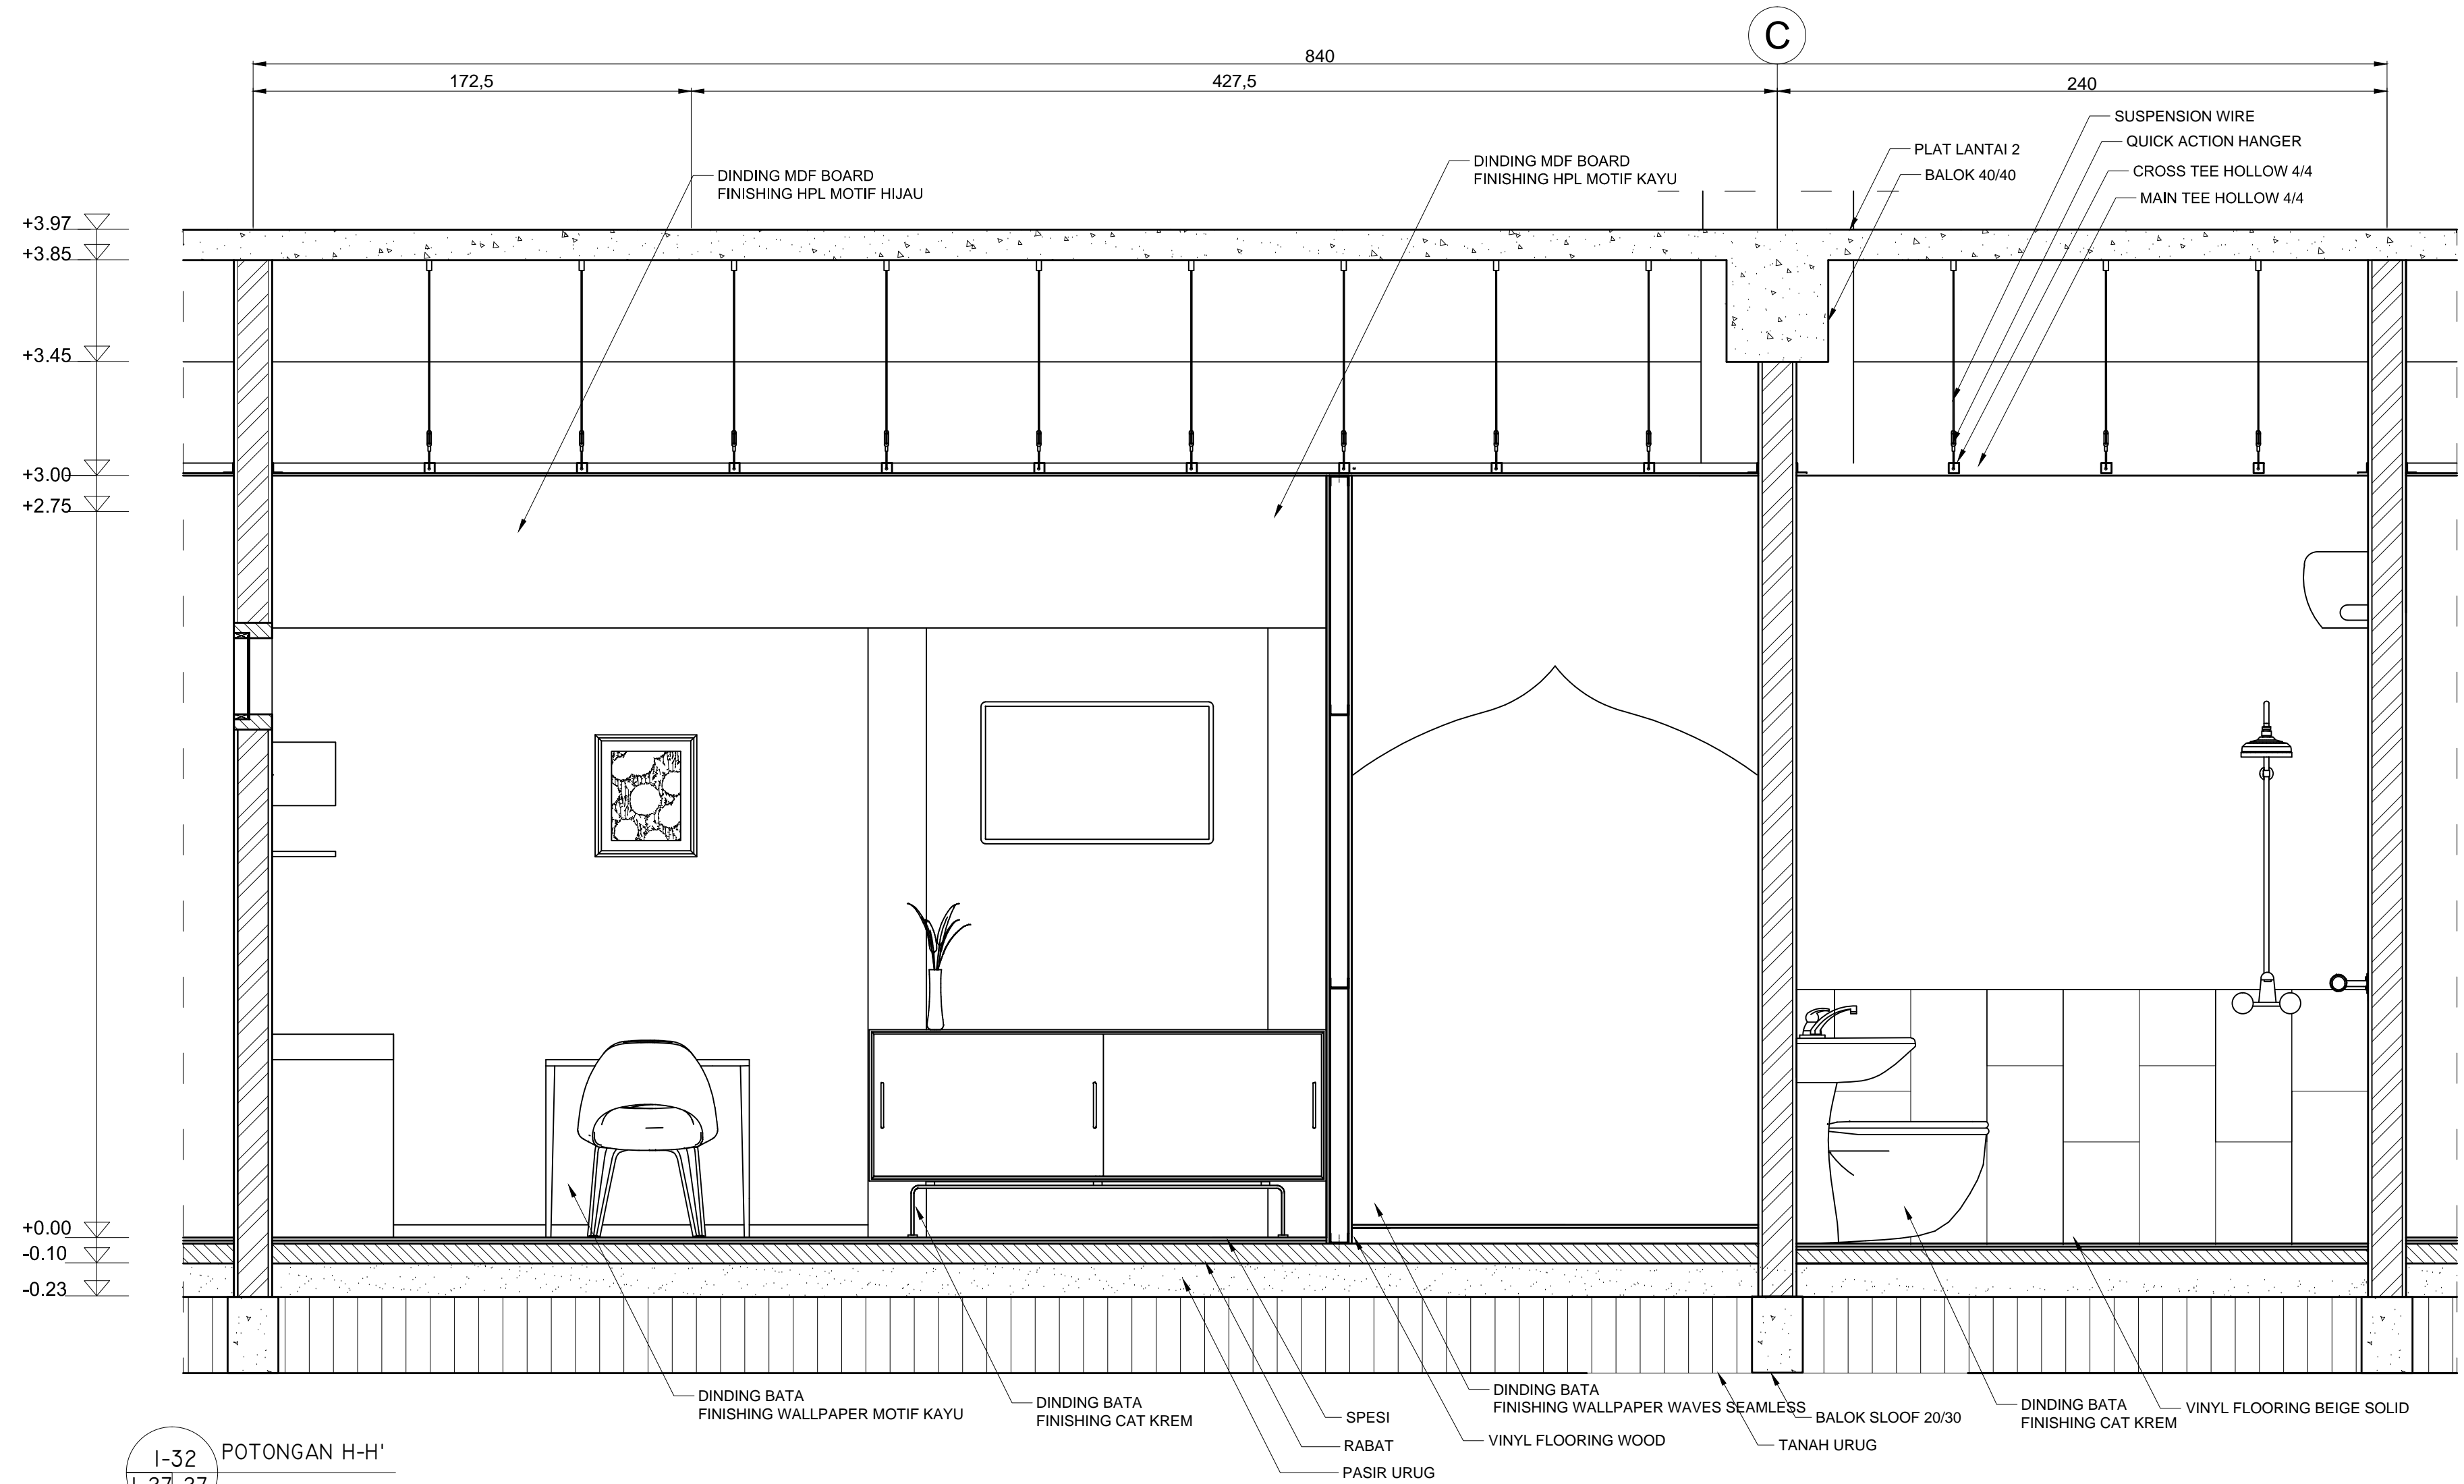 C
840
172,5
427,5
240
SUSPENSION WIRE
QUICK ACTION HANGER
CROSS TEE HOLLOW 4/4
MAIN TEE HOLLOW 4/4
PLAT LANTAI 2
BALOK 40/40
DINDING MDF BOARD
FINISHING HPL MOTIF HIJAU
DINDING MDF BOARD
FINISHING HPL MOTIF KAYU
+3.97
+3.85
+3.45
+3.00
+2.75
+0.00
-0.10
-0.23
DINDING BATA
FINISHING WALLPAPER MOTIF KAYU
DINDING BATA
FINISHING CAT KREM
SPESI
RABAT
PASIR URUG
DINDING BATA
FINISHING WALLPAPER WAVES SEAMLESS
VINYL FLOORING WOOD
BALOK SLOOF 20/30
TANAH URUG
DINDING BATA
FINISHING CAT KREM
VINYL FLOORING BEIGE SOLID
I-32
POTONGAN H-H'